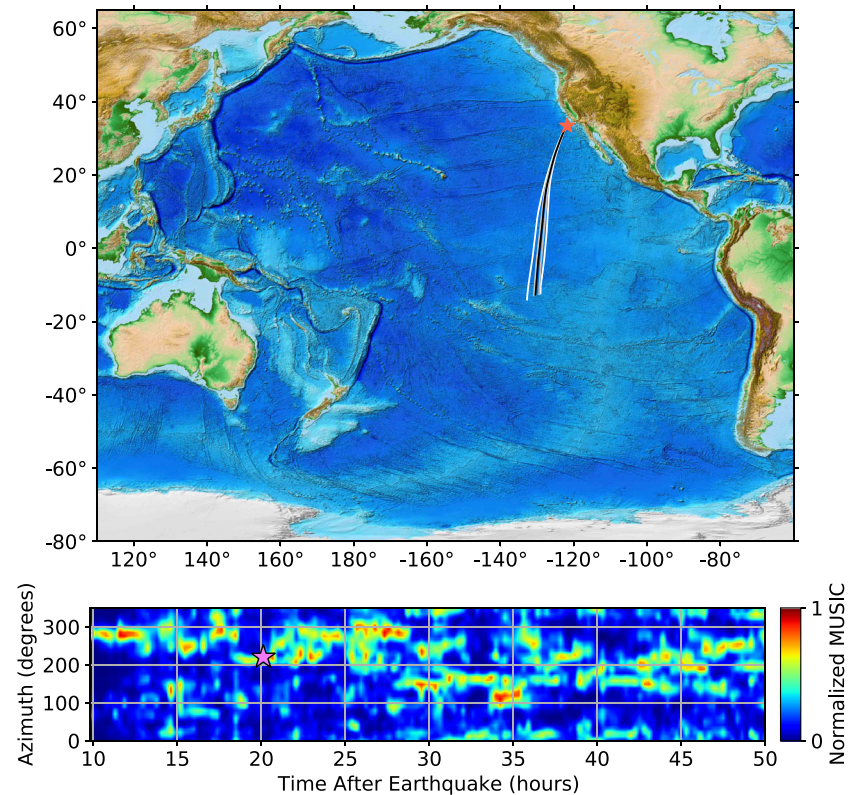 60°
40°
20°
0°
-20°
-40°
-60°
-80°
120° 140° 160° 180° -160° -140° -120° -100° -80°
Azimuth (degrees)
300
200
100
0
10 15 20 25 30 35 40 45 50
Time After Earthquake (hours)
1
0
Normalized MUSIC